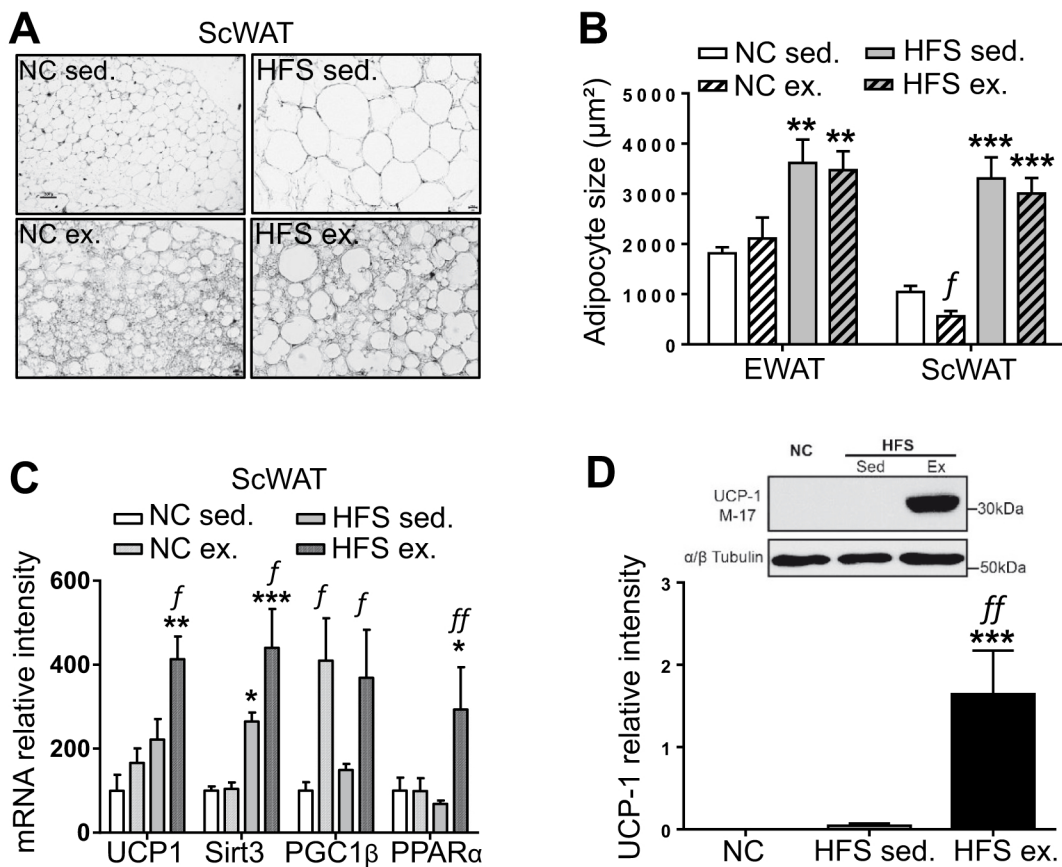 A
ScWAT
NC sed.
HFS sed.
NC ex.
HFS ex.
B
NC sed.
HFS sed.
NC ex.
HFS ex.
Adipocyte size (µm²)
5000
4000
3000
2000
1000
0
** ** *** ***
f
EWAT
ScWAT
C
ScWAT
NC sed.
HFS sed.
NC ex.
HFS ex.
mRNA relative intensity
600
400
200
0
f
**
f
***
*
f
f
ff
*
UCP1
Sirt3
PGC1β
PPARα
D
NC
HFS
Sed
Ex
UCP-1
M-17
30kDa
α/β Tubulin
50kDa
UCP-1 relative intensity
3
2
1
0
ff
***
NC
HFS sed.
HFS ex.